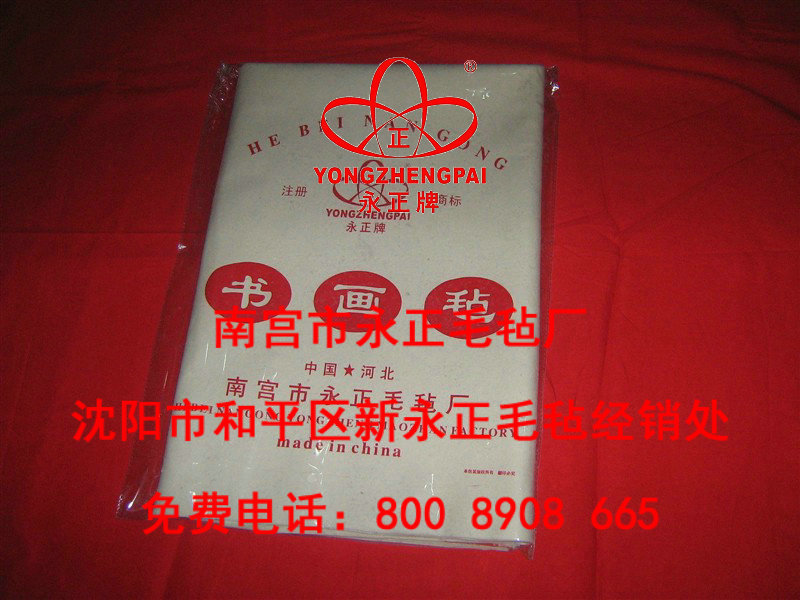 ®
正
YONGZHENGPAI
永正牌
HE BEI NAN GONG
注册
商标
YONGZHENGPAI
永正牌
书 画 毡
南宫市永正毛毡厂
中国★河北
南宫市永正毛毡厂
沈阳市和平区新永正毛毡经销处
made in china
免费电话：800 8908 665